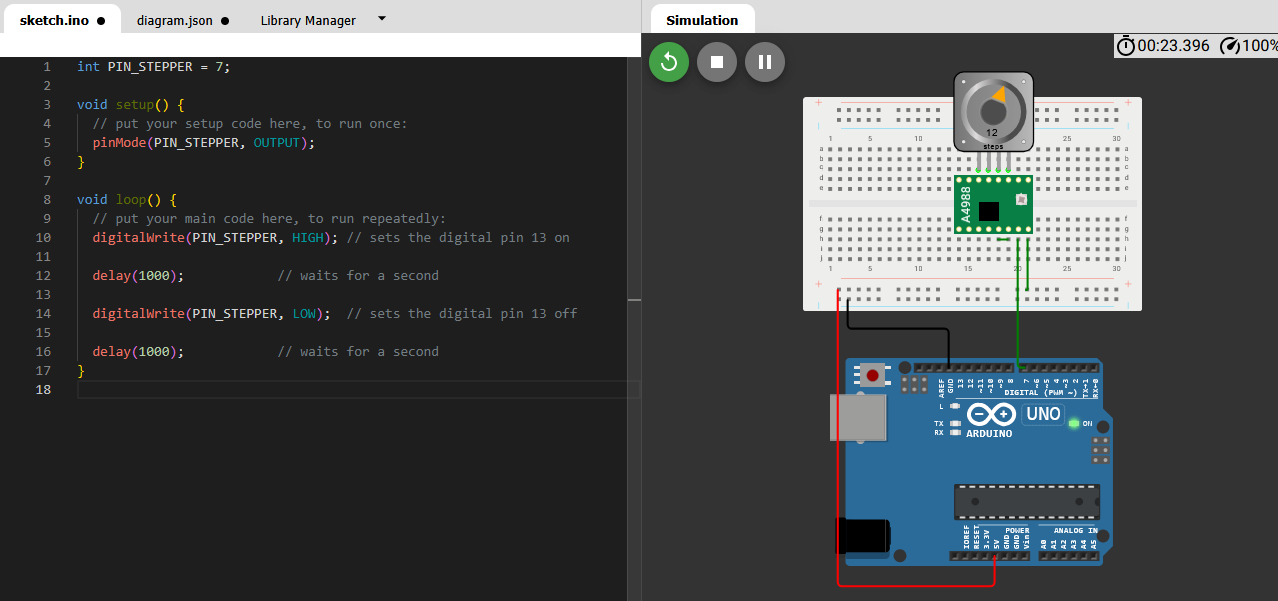 sketch.ino ● diagram.json ● Library Manager
Simulation
00:23.396 100%
1 int PIN_STEPPER = 7;
2
3 void setup() {
4 // put your setup code here, to run once:
5 pinMode(PIN_STEPPER, OUTPUT);
6 }
7
8 void loop() {
9 // put your main code here, to run repeatedly:
10 digitalWrite(PIN_STEPPER, HIGH); // sets the digital pin 13 on
11
12 delay(1000); // waits for a second
13
14 digitalWrite(PIN_STEPPER, LOW); // sets the digital pin 13 off
15
16 delay(1000); // waits for a second
17 }
18
12
steps
1 5 10 25 30
a a
b b
c c
d d
e e
A4988
f f
g g
h h
i i
j j
1 5 10 15 20 25 30
AREF
GND
13
12
~11
~10
~9
8
7
~6
~5
4
~3
2
TX→1
RX←0
DIGITAL (PWM ~)
L
TX
RX
UNO
ON
ARDUINO
IOREF
RESET
3.3V
5V
GND
GND
Vin
POWER
ANALOG IN
A0
A1
A2
A3
A4
A5